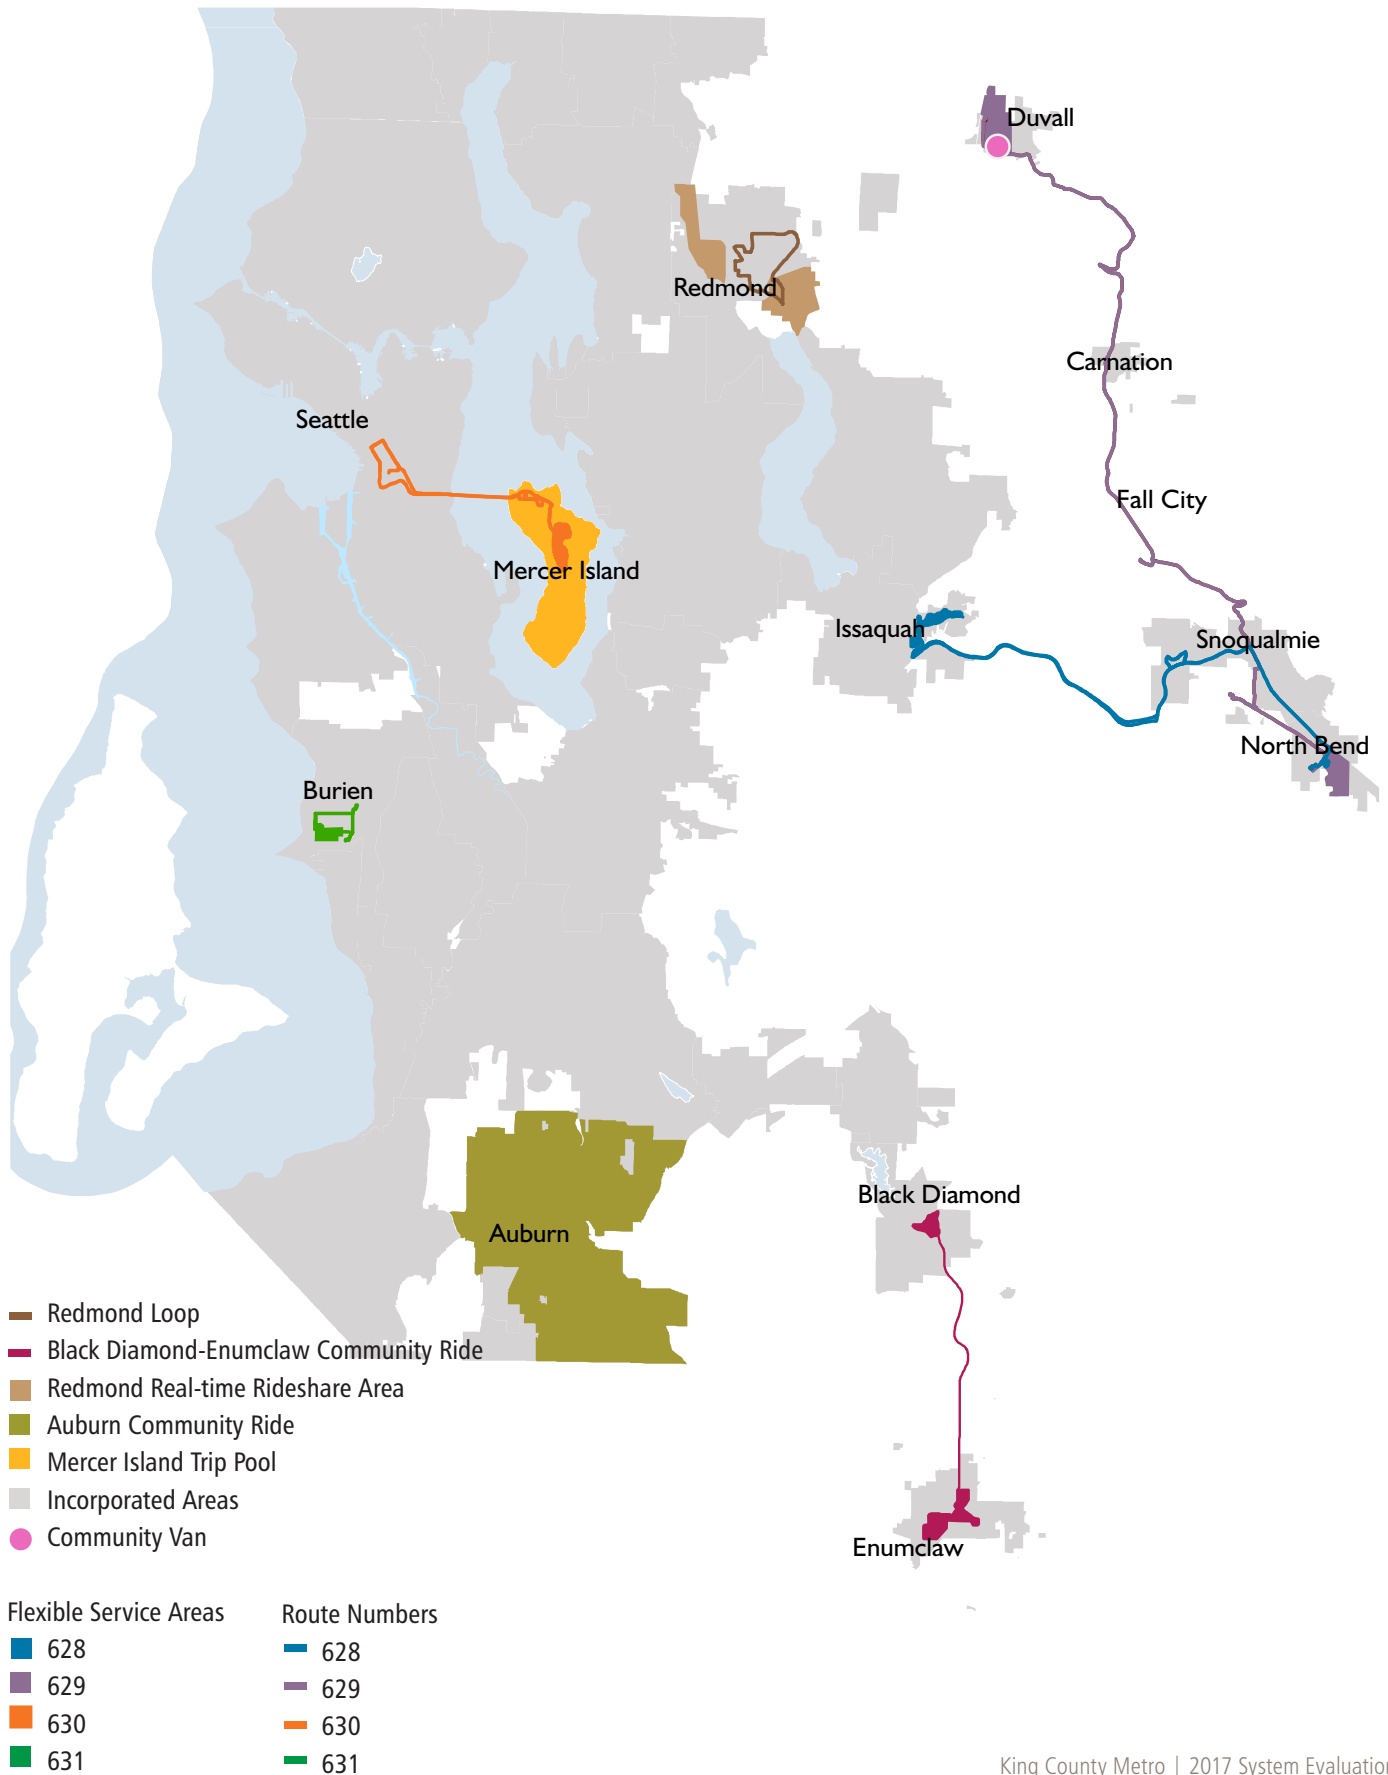 Duvall
Redmond
Carnation
Seattle
Fall City
Mercer Island
Issaquah
Snoqualmie
North Bend
Burien
Black Diamond
Auburn
Enumclaw
Redmond Loop
Black Diamond-Enumclaw Community Ride
Redmond Real-time Rideshare Area
Auburn Community Ride
Mercer Island Trip Pool
Incorporated Areas
Community Van
Flexible Service Areas
628
629
630
631
Route Numbers
628
629
630
631
King County Metro | 2017 System Evaluation